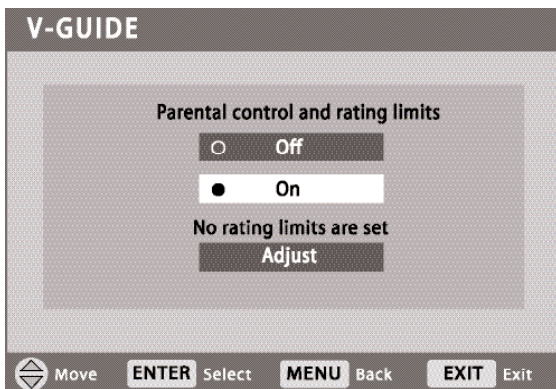 V-GUIDE
Parental control and rating limits
Off
On
No rating limits are set
Adjust
Move ENTER Select MENU Back EXIT Exit